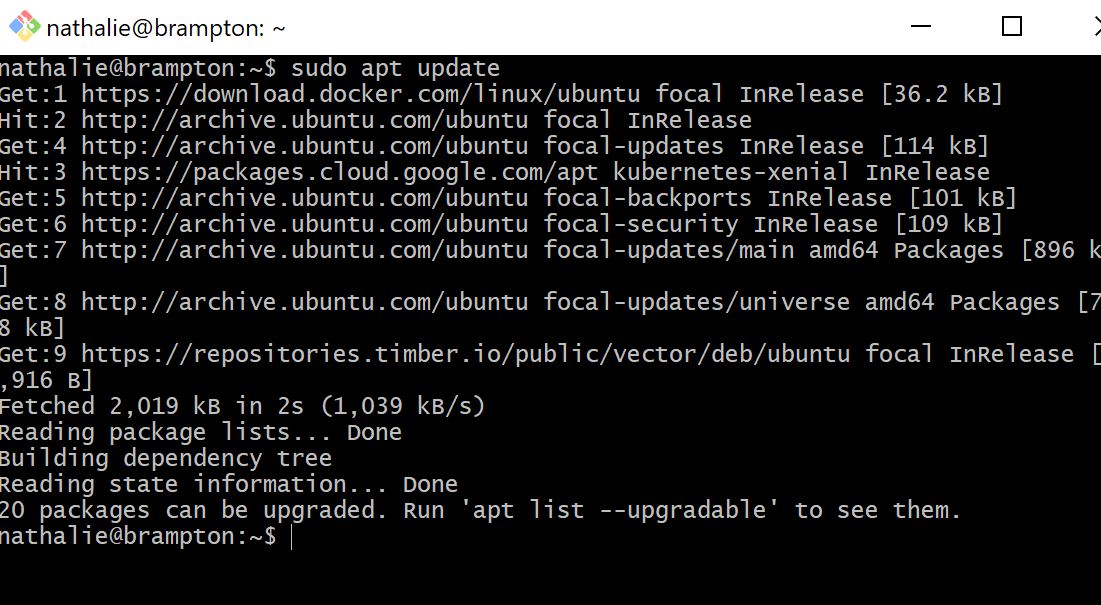 nathalie@brampton: ~
nathalie@brampton:~$ sudo apt update
Get:1 https://download.docker.com/linux/ubuntu focal InRelease [36.2 kB]
Hit:2 http://archive.ubuntu.com/ubuntu focal InRelease
Get:4 http://archive.ubuntu.com/ubuntu focal-updates InRelease [114 kB]
Hit:3 https://packages.cloud.google.com/apt kubernetes-xenial InRelease
Get:5 http://archive.ubuntu.com/ubuntu focal-backports InRelease [101 kB]
Get:6 http://archive.ubuntu.com/ubuntu focal-security InRelease [109 kB]
Get:7 http://archive.ubuntu.com/ubuntu focal-updates/main amd64 Packages [896 k
]
Get:8 http://archive.ubuntu.com/ubuntu focal-updates/universe amd64 Packages [7
8 kB]
Get:9 https://repositories.timber.io/public/vector/deb/ubuntu focal InRelease [
,916 B]
Fetched 2,019 kB in 2s (1,039 kB/s)
Reading package lists... Done
Building dependency tree
Reading state information... Done
20 packages can be upgraded. Run 'apt list --upgradable' to see them.
nathalie@brampton:~$